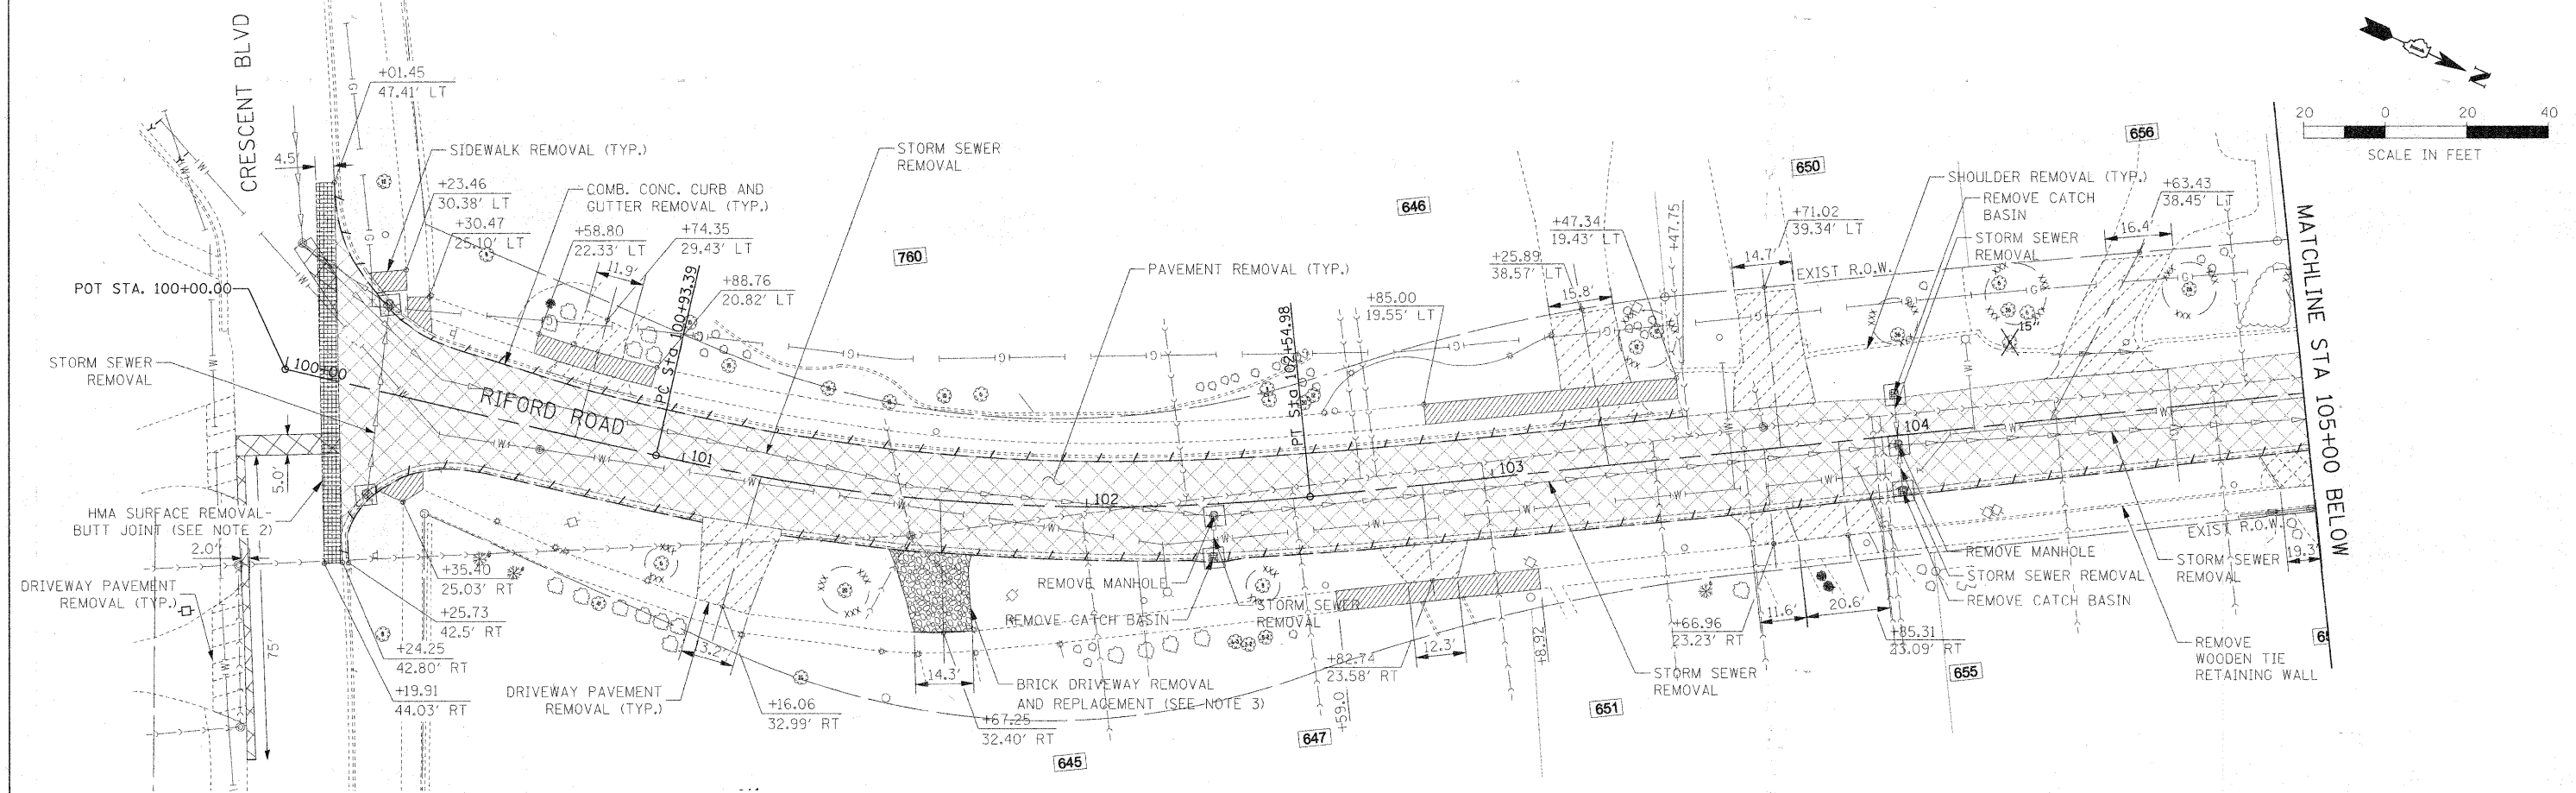 CRESCENT BLVD
+01.45
47.41' LT
4.5'
SIDEWALK REMOVAL (TYP.)
+23.46
30.38' LT
+30.47
25.10' LT
COMB. CONC. CURB AND
GUTTER REMOVAL (TYP.)
+58.80
22.33' LT
11.9'
+74.35
29.43' LT
PC Sta 100+93.39
+88.76
20.82' LT
STORM SEWER
REMOVAL
760
PAVEMENT REMOVAL (TYP.)
PT Sta 102+54.98
+85.00
19.55' LT
646
+25.89
38.57' LT
15.8'
+47.34
19.43' LT
+47.75
14.7'
650
+71.02
39.34' LT
EXIST R.O.W.
SHOULDER REMOVAL (TYP.)
REMOVE CATCH
BASIN
STORM SEWER
REMOVAL
15"
656
+63.43
38.45' LT
16.4'
N
20 0 20 40
SCALE IN FEET
MATCHLINE STA 105+00 BELOW
POT STA. 100+00.00
100+00
RIFORD ROAD
101
102
103
104
STORM SEWER
REMOVAL
5.0'
HMA SURFACE REMOVAL-
BUTT JOINT (SEE NOTE 2)
2.0'
DRIVEWAY PAVEMENT
REMOVAL (TYP.)
75'
+35.40
25.03' RT
+25.73
42.5' RT
+24.25
42.80' RT
+19.91
44.03' RT
DRIVEWAY PAVEMENT
REMOVAL (TYP.)
+16.06
32.99' RT
14.3'
+67.25
32.40' RT
BRICK DRIVEWAY REMOVAL
AND REPLACEMENT (SEE NOTE 3)
REMOVE MANHOLE
REMOVE CATCH BASIN
STORM SEWER
REMOVAL
645
647
+59.0
+82.74
23.58' RT
12.3'
+8.92
651
STORM SEWER
REMOVAL
+66.96
23.23' RT
11.6'
20.6'
+85.31
23.09' RT
655
REMOVE MANHOLE
STORM SEWER REMOVAL
REMOVE CATCH BASIN
STORM SEWER
REMOVAL
EXIST R.O.W.
19.3'
REMOVE
WOODEN TIE
RETAINING WALL